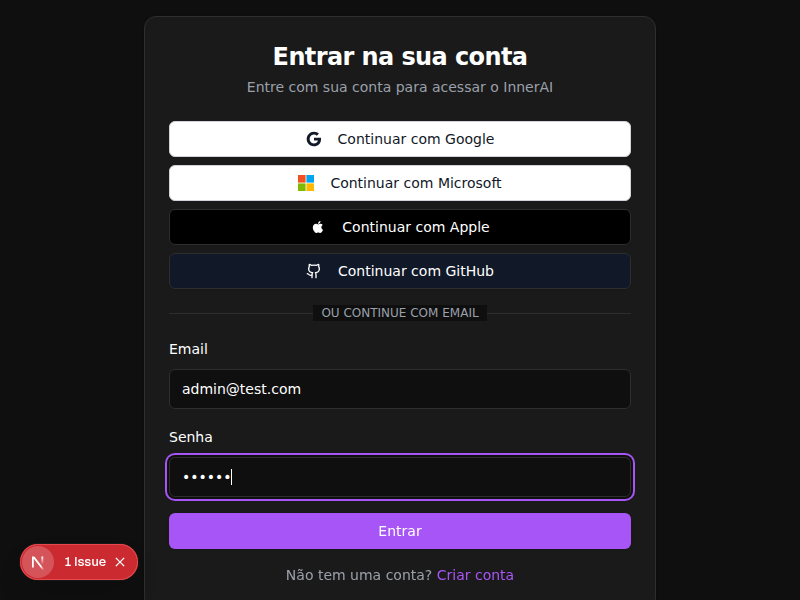 Entrar na sua conta
Entre com sua conta para acessar o InnerAI
Continuar com Google
Continuar com Microsoft
Continuar com Apple
Continuar com GitHub
OU CONTINUE COM EMAIL
Email
admin@test.com
Senha
••••••
Entrar
N 1 Issue
Não tem uma conta? Criar conta